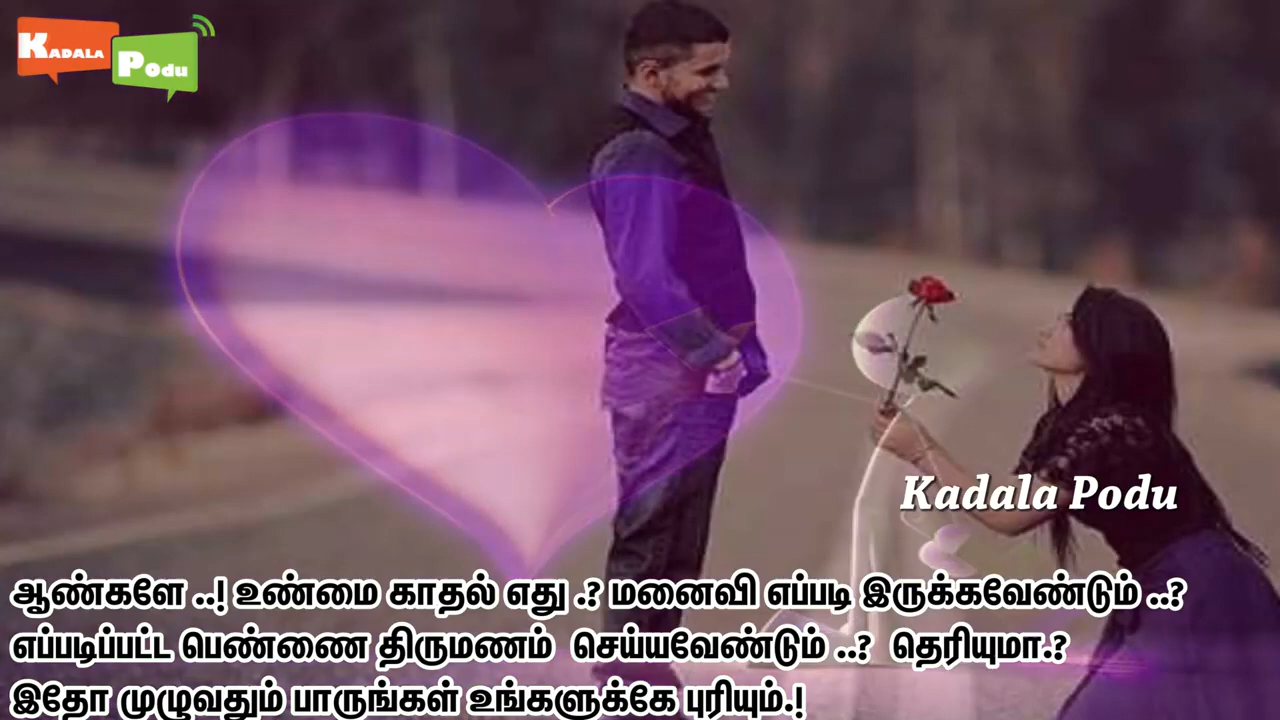 KADALA
Podu
Kadala Podu
ஆண்களே ..! உண்மை காதல் எது .? மனைவி எப்படி இருக்கவேண்டும் ..?
எப்படிப்பட்ட பெண்ணை திருமணம் செய்யவேண்டும் ..? தெரியுமா.?
இதோ முழுவதும் பாருங்கள் உங்களுக்கே புரியும்.!